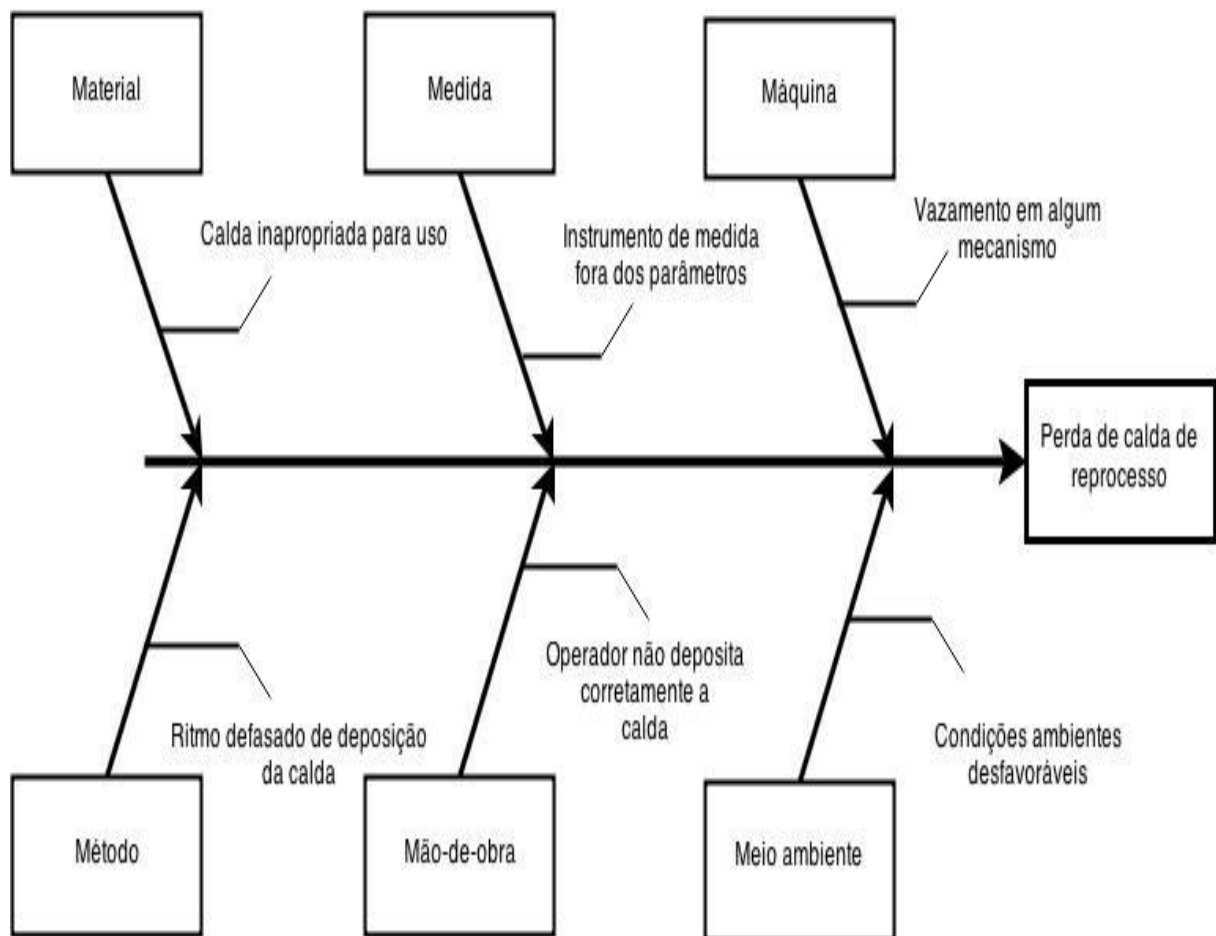 Material
Medida
Máquina
Calda inapropriada para uso
Instrumento de medida
fora dos parâmetros
Vazamento em algum
mecanismo
Perda de calda de
reprocesso
Ritmo defasado de deposição
da calda
Operador não deposita
corretamente a
calda
Condições ambientes
desfavoráveis
Método
Mão-de-obra
Meio ambiente